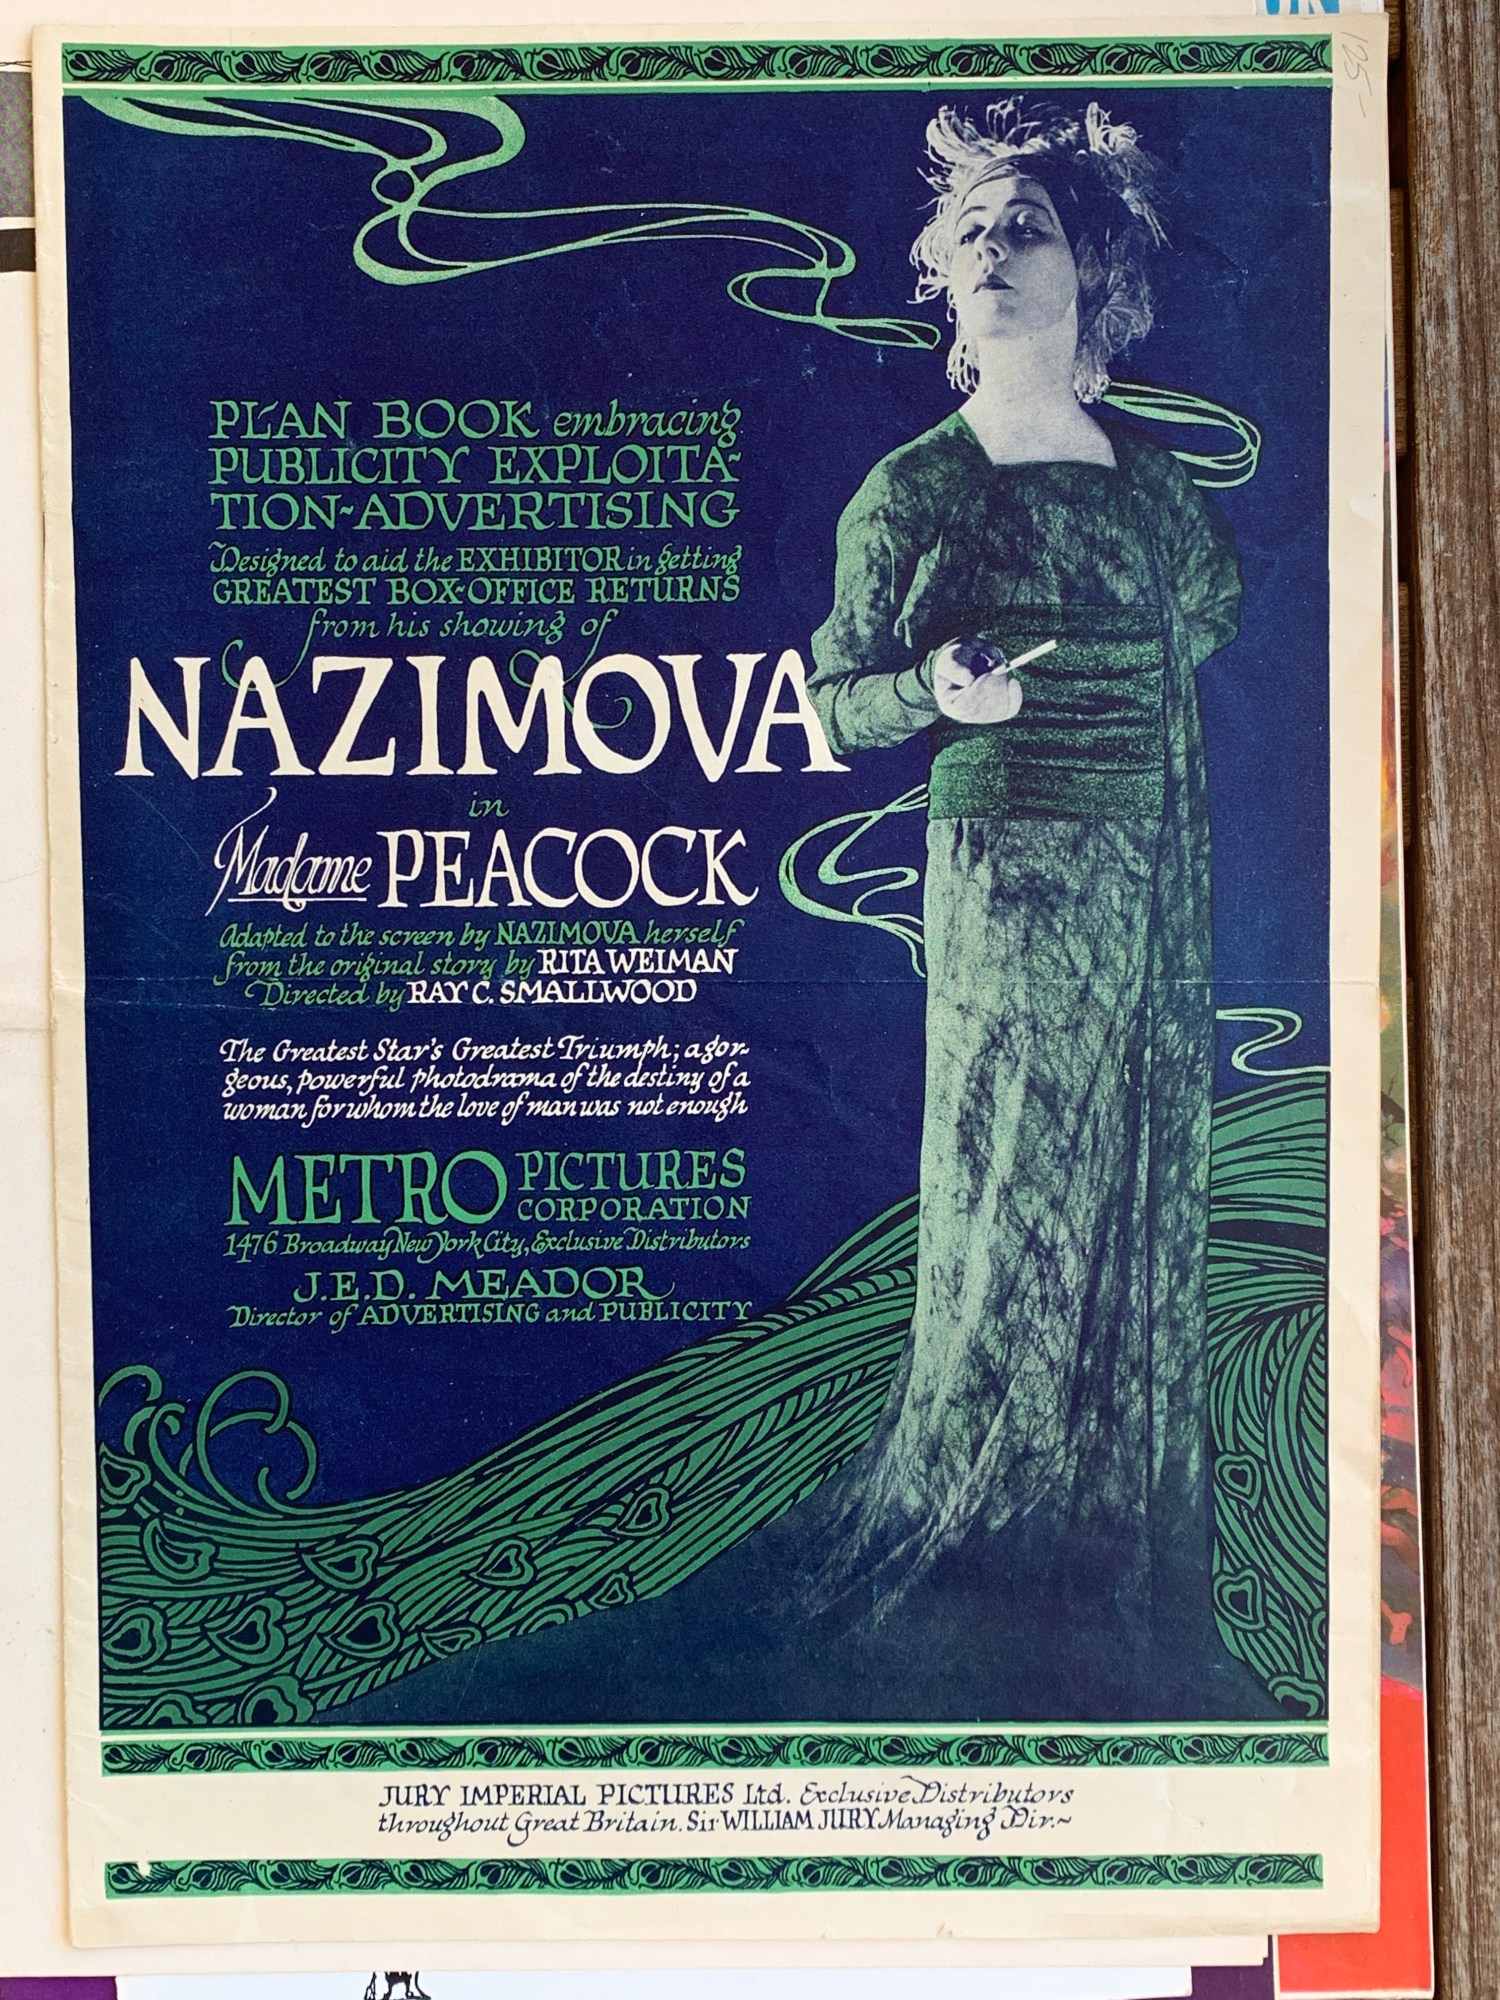 125-
PLAN BOOK embracing
PUBLICITY EXPLOITA-
TION-ADVERTISING
Designed to aid the EXHIBITOR in getting
GREATEST BOX-OFFICE RETURNS
from his showing of
NAZIMOVA
in
Madame PEACOCK
Adapted to the screen by NAZIMOVA herself
from the original story by RITA WEIMAN
Directed by RAY C. SMALLWOOD
The Greatest Star's Greatest Triumph; a gor-
geous, powerful photodrama of the destiny of a
woman for whom the love of man was not enough
METRO PICTURES
CORPORATION
1476 Broadway New York City, Exclusive Distributors
J.E.D. MEADOR
Director of ADVERTISING and PUBLICITY
JURY IMPERIAL PICTURES Ltd. Exclusive Distributors
throughout Great Britain. Sir WILLIAM JURY Managing Dir.~